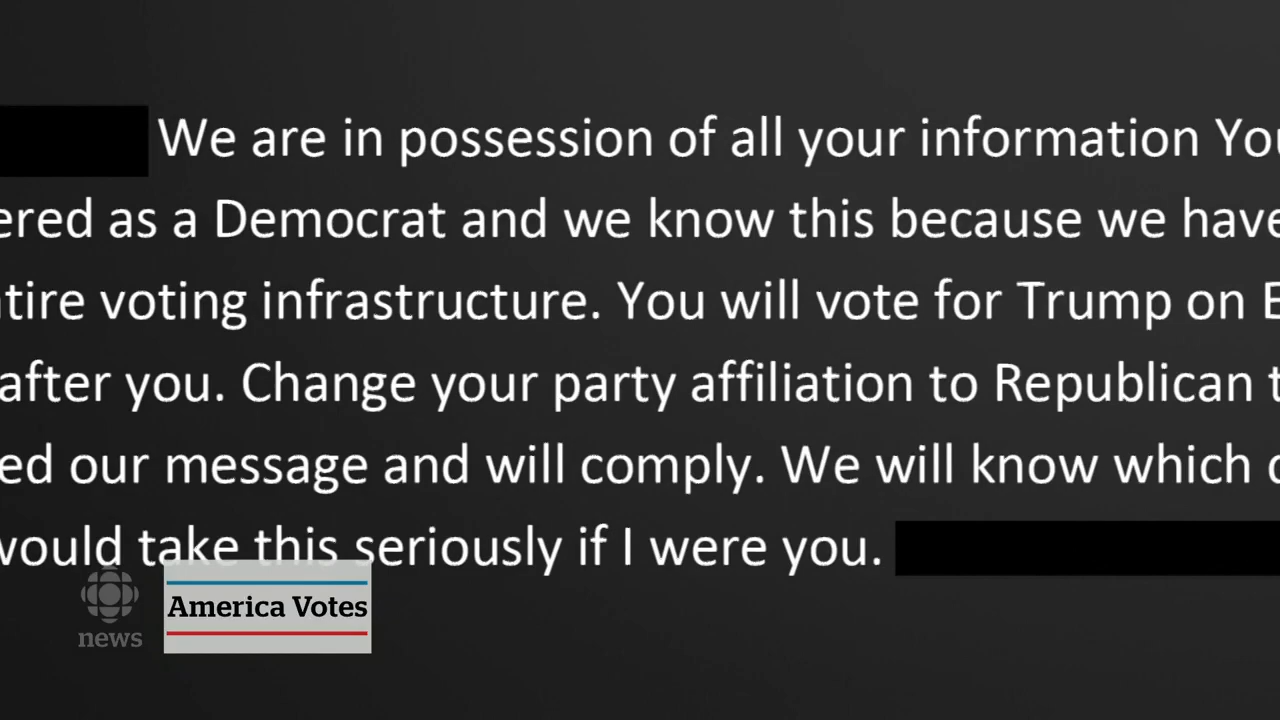 We are in possession of all your information You
ered as a Democrat and we know this because we have
tire voting infrastructure. You will vote for Trump on E
after you. Change your party affiliation to Republican t
ed our message and will comply. We will know which c
would take this seriously if I were you.
America Votes
news